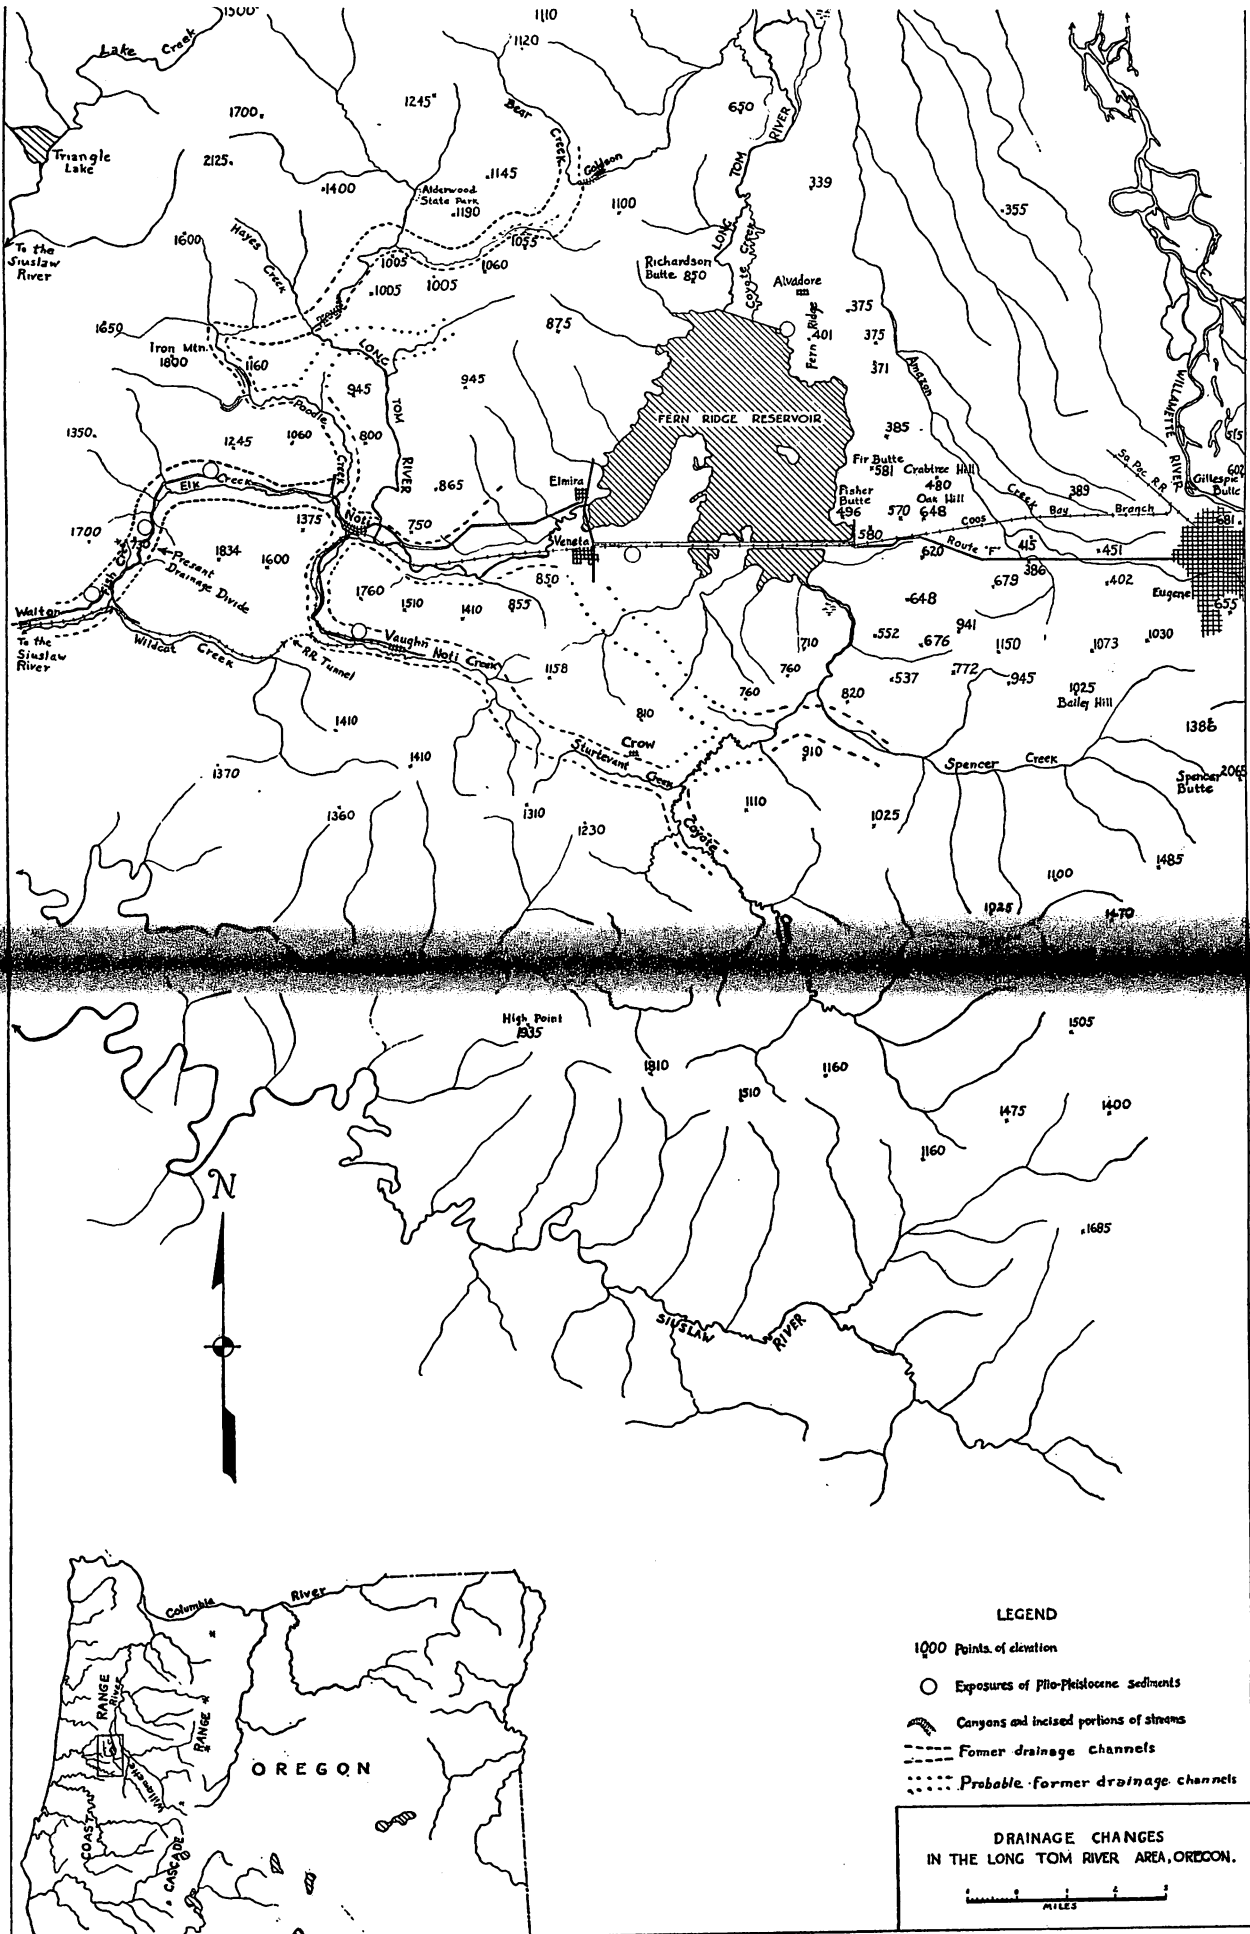 1500
1110
1120
Lake Creek
1700
1245
Bear Creek
650
LONG TOM RIVER
Triangle
Lake
2125
1400
1145
Goldson
339
Alderwood
State Park
1190
1100
355
1600
Hayes Creek
1055
To the
Siuslaw
River
1005
1060
Coyote Creek
Richardson
Butte 850
Alvadore
1005
1005
375
1650
875
Fern Ridge
401
375
Iron Mtn.
1800
1160
LONG TOM RIVER
371
Amazon Creek
945
945
WILLAMETTE RIVER
Poodle Creek
FERN RIDGE RESERVOIR
385
1350
1245
1060
800
515
So. Pac. R.R.
Fir Butte
581
Crabtree Hill
480
602
Gillespie
Butte
Elk Creek
865
Elmira
Fisher
Butte
496
Oak Hill
570
648
389
Coos Bay Branch
681
1375
Noti
750
580
1700
Veneta
Route "F"
620
415
386
451
770
Fish Creek
Present
Drainage Divide
1834
1600
850
679
402
Eugene
Walton
1760
1510
1410
855
648
655
To the
Siuslaw
River
Wildcat Creek
RR. Tunnel
Vaughn
Noti Creek
710
552
676
941
1150
1073
1030
1158
760
760
820
537
772
945
1025
Bailey Hill
1410
810
1386
Crow
Sturtevant Creek
910
Spencer Creek
1370
1410
Spencer
Butte
2065
1360
1310
1230
1110
Coyote
1025
1485
1100
1025
1470
High Point
1935
1505
1810
1160
1510
1475
1400
1160
N
1685
SIUSLAW RIVER
Columbia River
COAST RANGE
River
Willamette
CASCADE RANGE
OREGON
LEGEND
1000 Points of elevation
Exposures of Plio-Pleistocene sediments
Canyons and incised portions of streams
Former drainage channels
Probable former drainage channels
DRAINAGE CHANGES
IN THE LONG TOM RIVER AREA, OREGON.
1 0 1 2 3
MILES